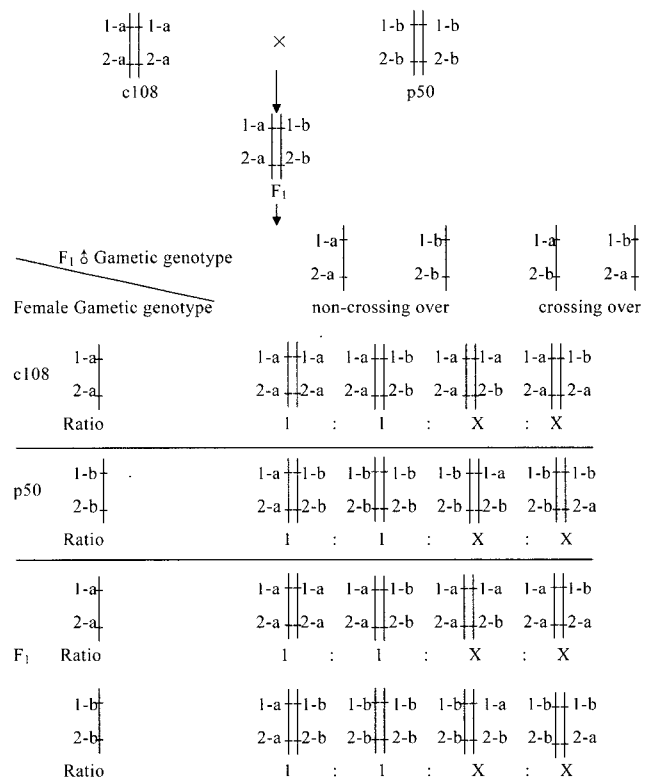 1-a 1-a 1-b 1-b
×
2-a 2-a 2-b 2-b
c108 p50
1-a 1-b
2-a 2-b
F1
F1 ♂ Gametic genotype 1-a 1-b 1-a 1-b
2-a 2-b 2-b 2-a
Female Gametic genotype non-crossing over crossing over
1-a 1-a 1-a 1-a 1-b 1-a 1-a 1-a 1-b
c108
2-a 2-a 2-a 2-a 2-b 2-a 2-b 2-a 2-a
Ratio 1 : 1 : X : X
1-b 1-a 1-b 1-b 1-b 1-b 1-a 1-b 1-b
p50
2-b 2-a 2-b 2-b 2-b 2-b 2-b 2-b 2-a
Ratio 1 : 1 : X : X
1-a 1-a 1-a 1-a 1-b 1-a 1-a 1-a 1-b
2-a 2-a 2-a 2-a 2-b 2-a 2-b 2-a 2-a
F1 Ratio 1 : 1 : X : X
1-b 1-a 1-b 1-b 1-b 1-b 1-a 1-b 1-b
2-b 2-a 2-b 2-b 2-b 2-b 2-b 2-b 2-a
Ratio 1 : 1 : X : X